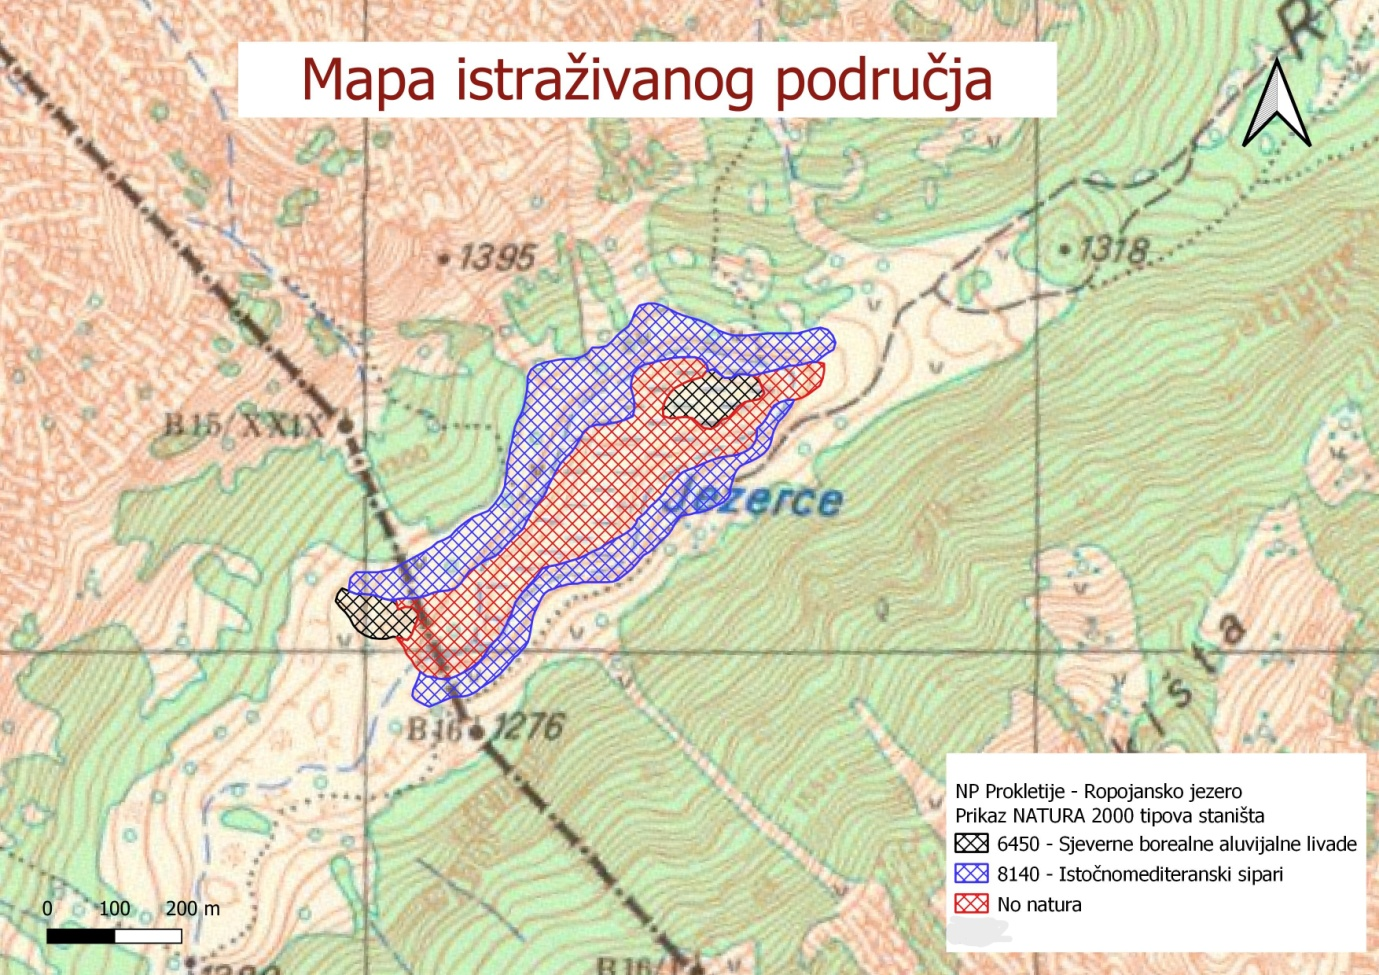 Mapa istraživanog područja
R
1395
1318
B15/XXIX
1300
Jezerce
B16 1276
i s t a
NP Prokletije - Ropojansko jezero
Prikaz NATURA 2000 tipova staništa
6450 - Sjeverne borealne aluvijalne livade
8140 - Istočnomediteranski sipari
No natura
0 100 200 m